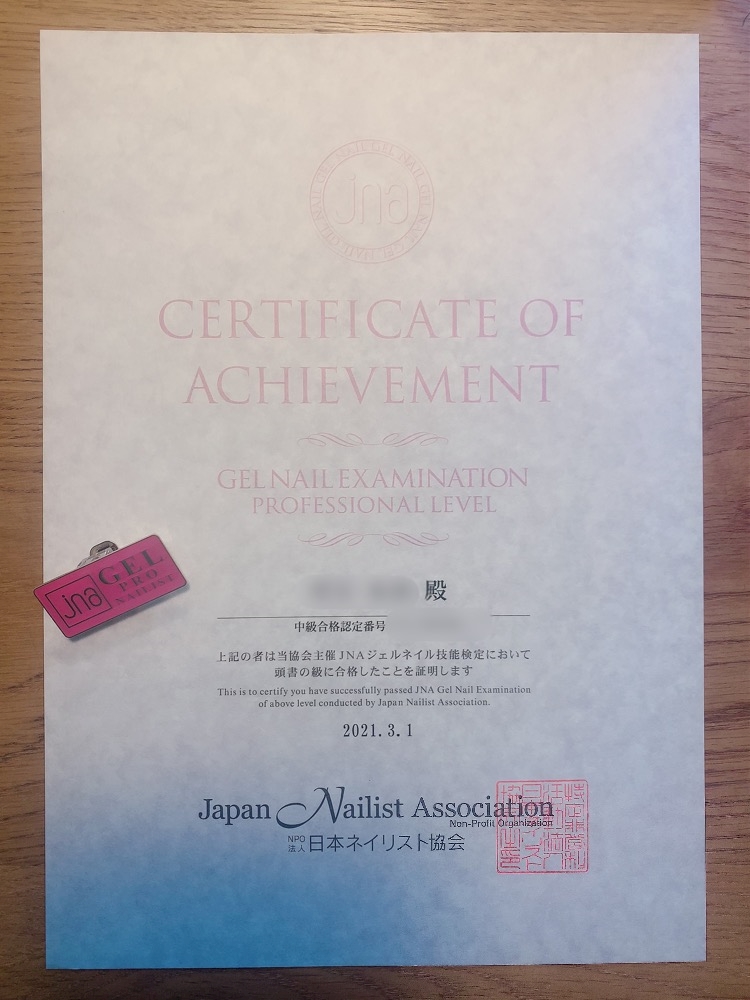 jna
CERTIFICATE OF
ACHIEVEMENT
GEL NAIL EXAMINATION
PROFESSIONAL LEVEL
殿
中級合格認定番号
上記の者は当協会主催JNAジェルネイル技能検定において
頭書の級に合格したことを証明します
This is to certify you have successfully passed JNA Gel Nail Examination
of above level conducted by Japan Nailist Association.
2021.3.1
Japan Nailist Association
Non-Profit Organization
NPO
法人
日本ネイリスト協会
jna
GEL
PRO
NAILIST